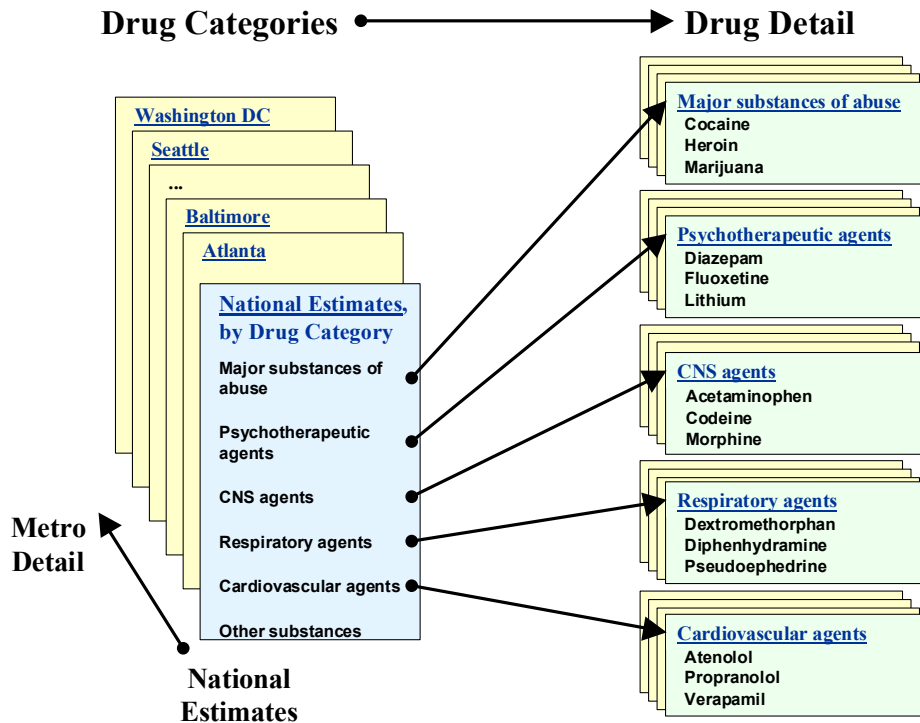 Drug Categories
Drug Detail
Washington DC
Seattle
...
Baltimore
Atlanta
National Estimates,
by Drug Category
Major substances of
abuse
Psychotherapeutic
agents
CNS agents
Respiratory agents
Cardiovascular agents
Other substances
Metro
Detail
National
Estimates
Major substances of abuse
Cocaine
Heroin
Marijuana
Psychotherapeutic agents
Diazepam
Fluoxetine
Lithium
CNS agents
Acetaminophen
Codeine
Morphine
Respiratory agents
Dextromethorphan
Diphenhydramine
Pseudoephedrine
Cardiovascular agents
Atenolol
Propranolol
Verapamil